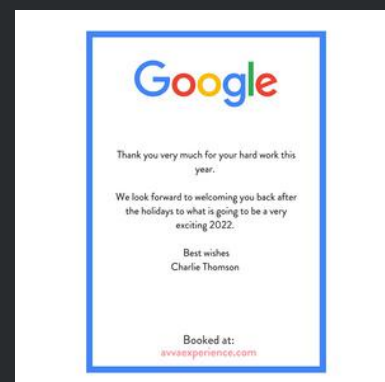 Google
Thank you very much for your hard work this
year.
We look forward to welcoming you back after
the holidays to what is going to be a very
exciting 2022.
Best wishes
Charlie Thomson
Booked at:
avvaexperience.com